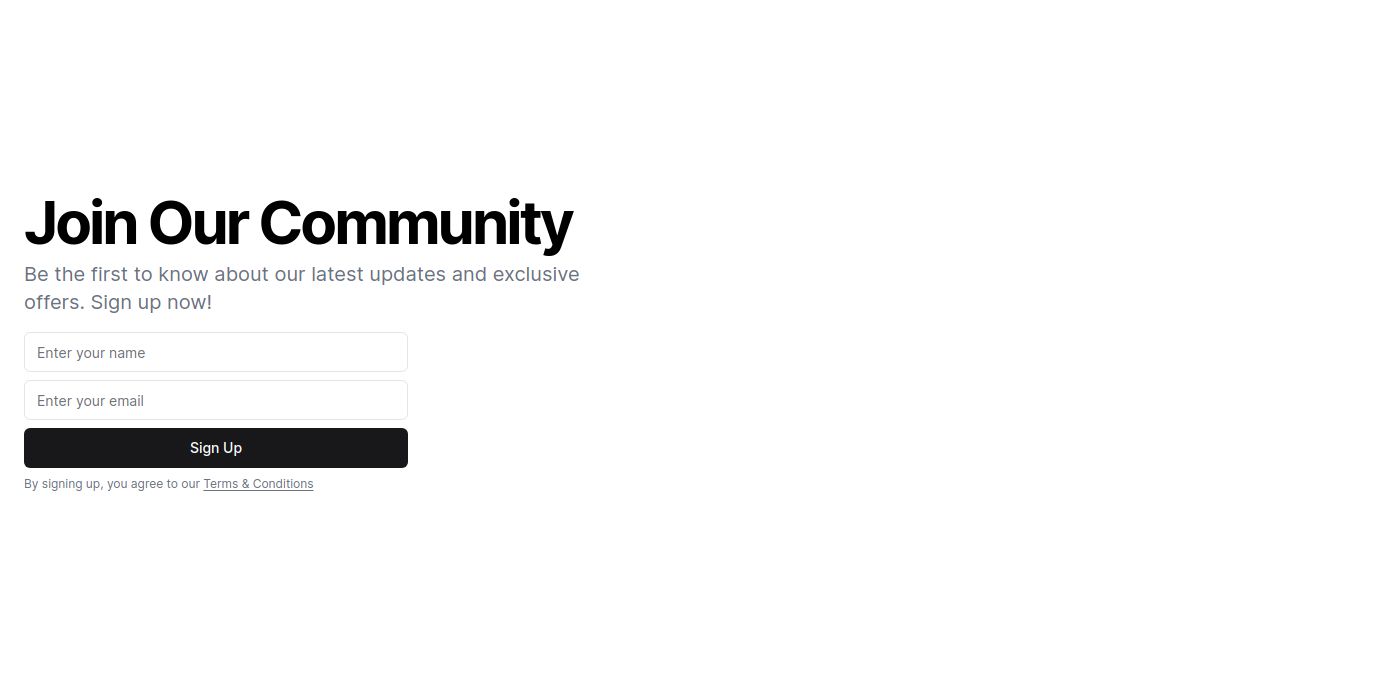 Join Our Community
Be the first to know about our latest updates and exclusive
offers. Sign up now!
Enter your name
Enter your email
Sign Up
By signing up, you agree to our Terms & Conditions